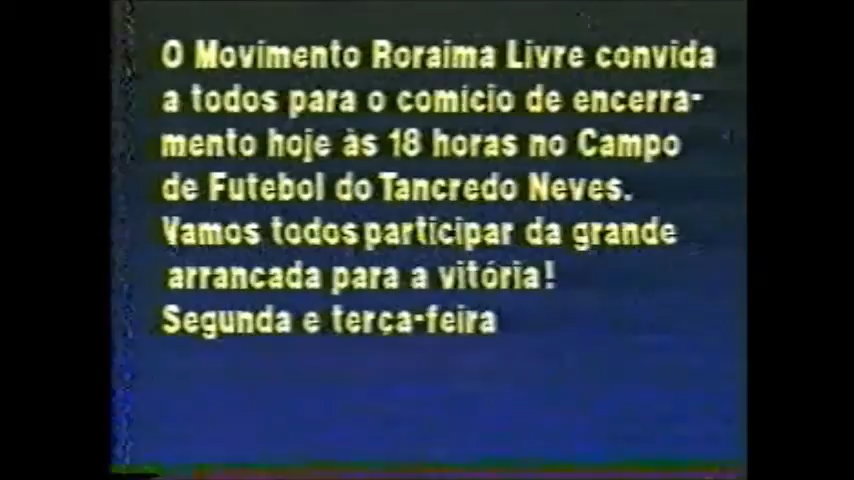 O Movimento Roraima Livre convida
a todos para o comício de encerra-
mento hoje às 18 horas no Campo
de Futebol do Tancredo Neves.
Vamos todos participar da grande
arrancada para a vitória!
Segunda e terça-feira